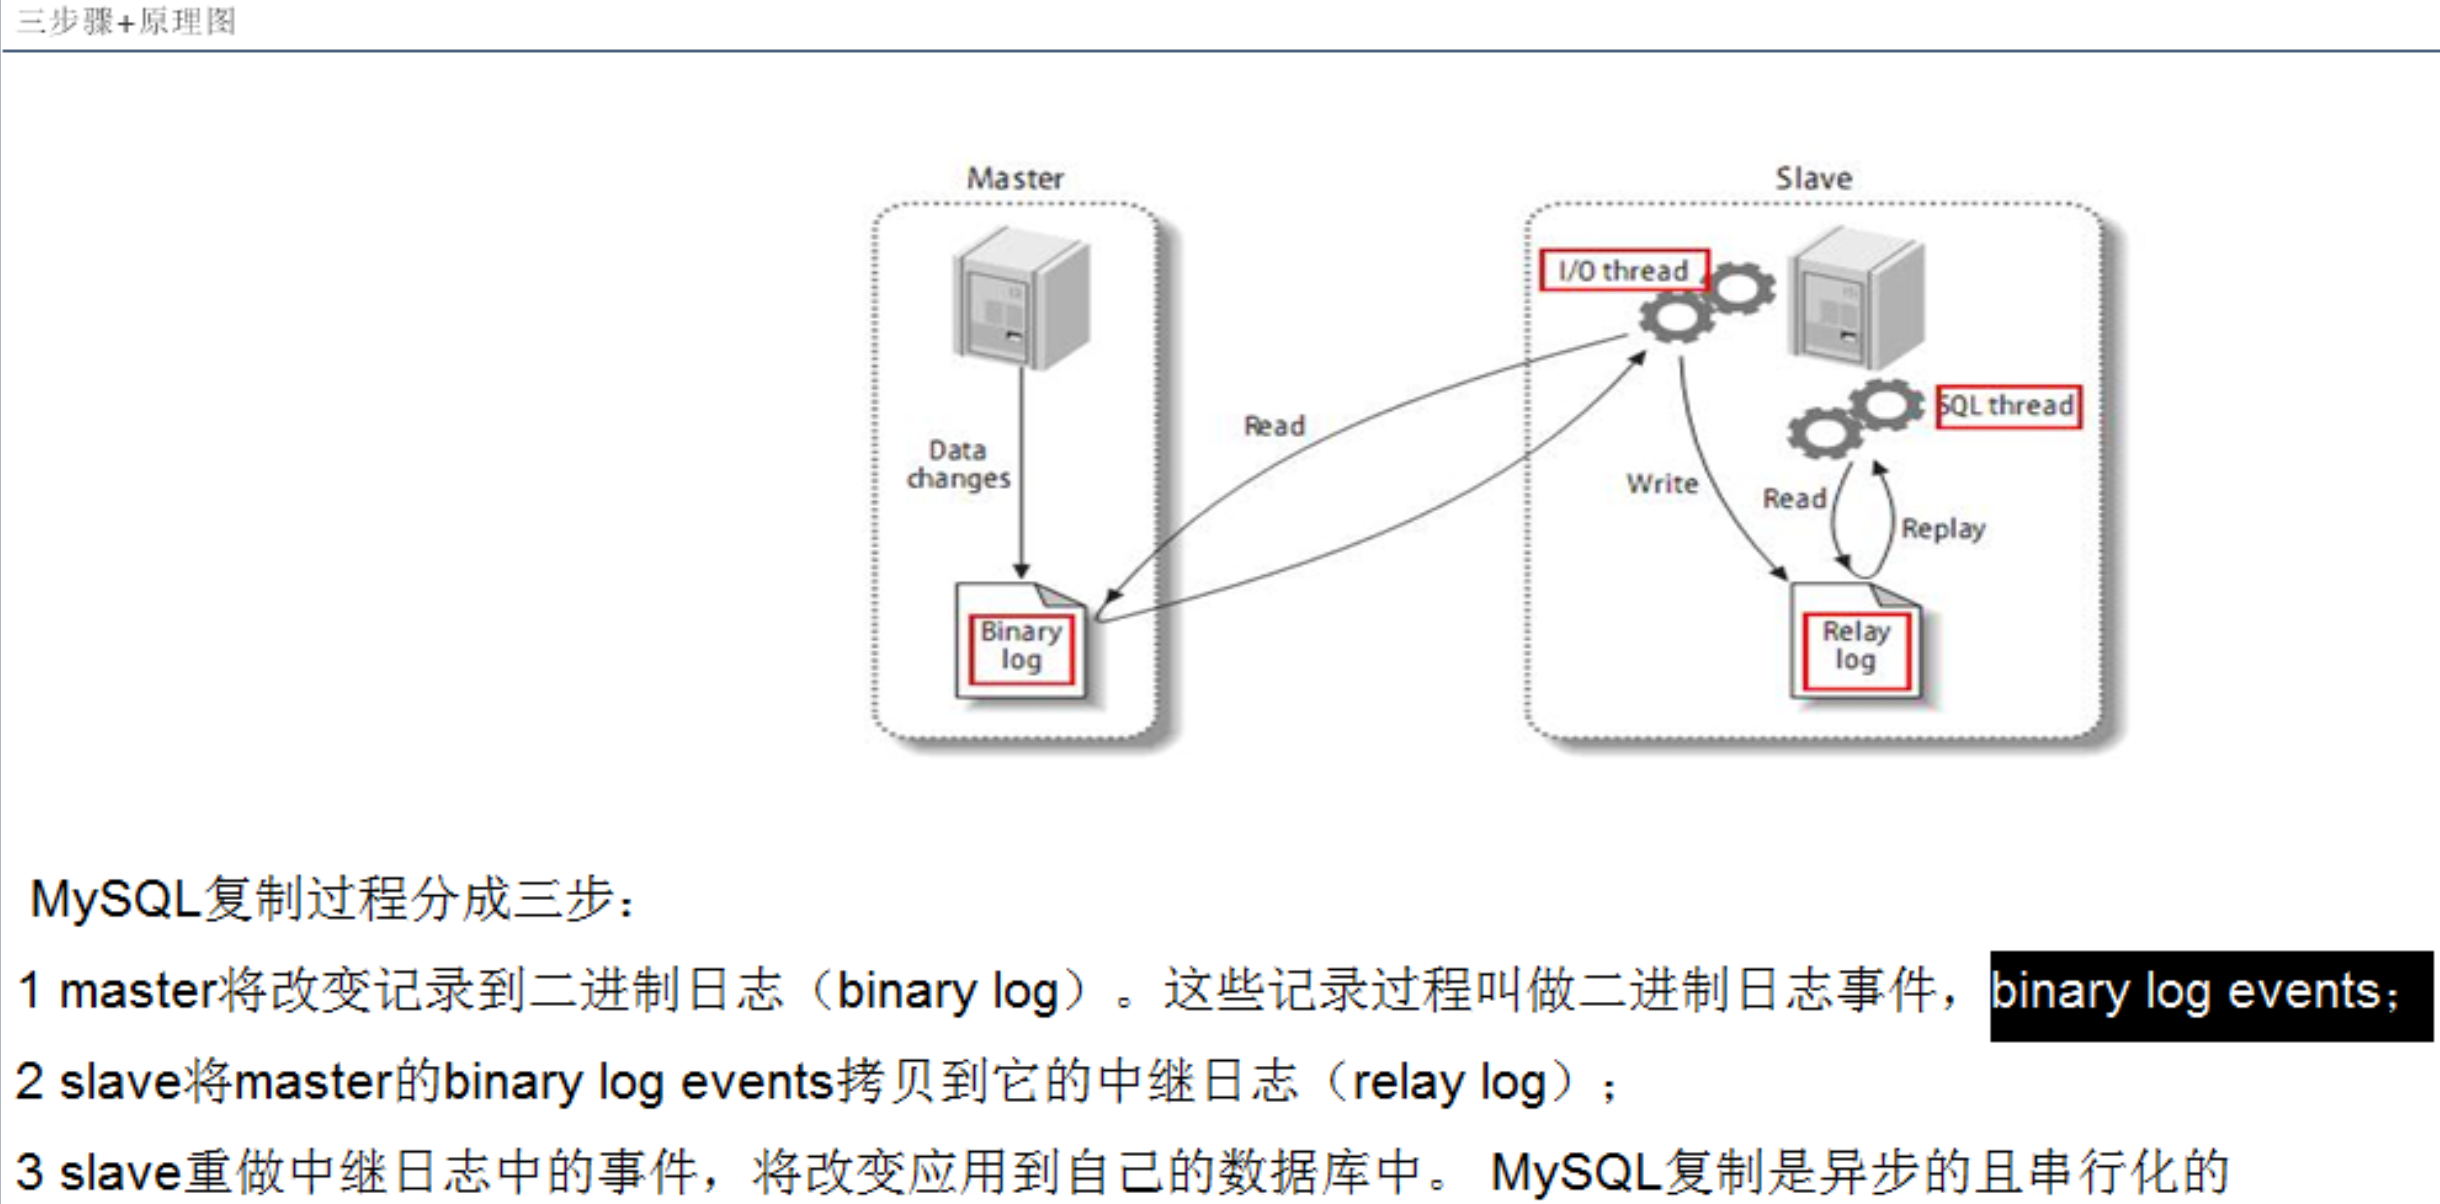 三步骤+原理图
Master
Slave
I/O thread
SQL thread
Data
changes
Read
Write
Read
Replay
Binary
log
Relay
log
MySQL复制过程分成三步：
1 master将改变记录到二进制日志（binary log）。这些记录过程叫做二进制日志事件，binary log events；
2 slave将master的binary log events拷贝到它的中继日志（relay log）；
3 slave重做中继日志中的事件，将改变应用到自己的数据库中。 MySQL复制是异步的且串行化的